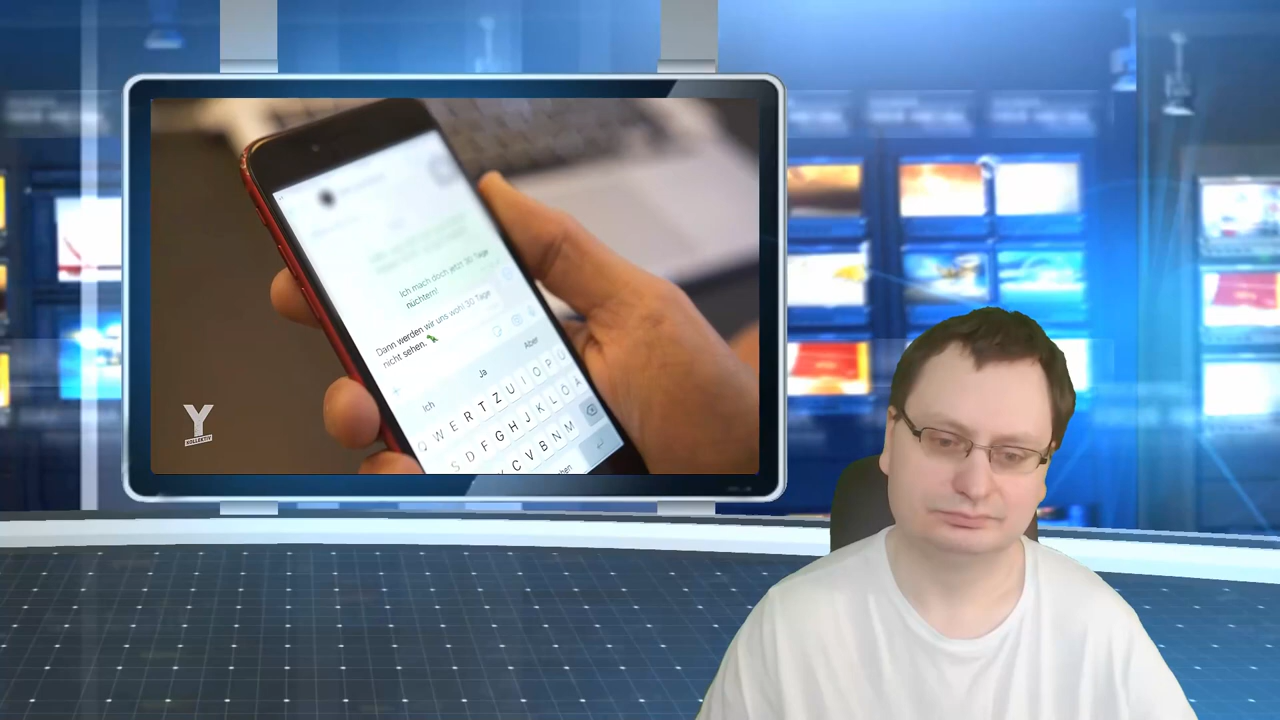 Ich mach doch jetzt 30 Tage
nüchtern!
Dann werden wir uns wohl 30 Tage
nicht sehen.
Ich Ja Aber
Q W E R T Z U I O P Ü
S D F G H J K L Ö Ä
X C V B N M
Y
KOLLEKTIV